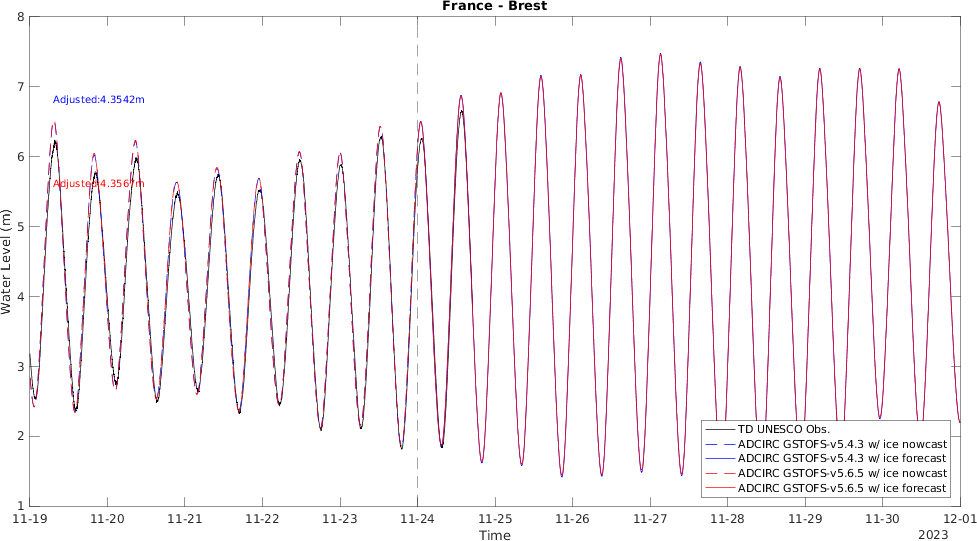 France - Brest
8
7
6
5
4
3
2
1
Water Level (m)
Adjusted:4.3542m
Adjusted:4.3567m
TD UNESCO Obs.
ADCIRC GSTOFS-v5.4.3 w/ ice nowcast
ADCIRC GSTOFS-v5.4.3 w/ ice forecast
ADCIRC GSTOFS-v5.6.5 w/ ice nowcast
ADCIRC GSTOFS-v5.6.5 w/ ice forecast
11-19 11-20 11-21 11-22 11-23 11-24 11-25 11-26 11-27 11-28 11-29 11-30 12-01
Time
2023